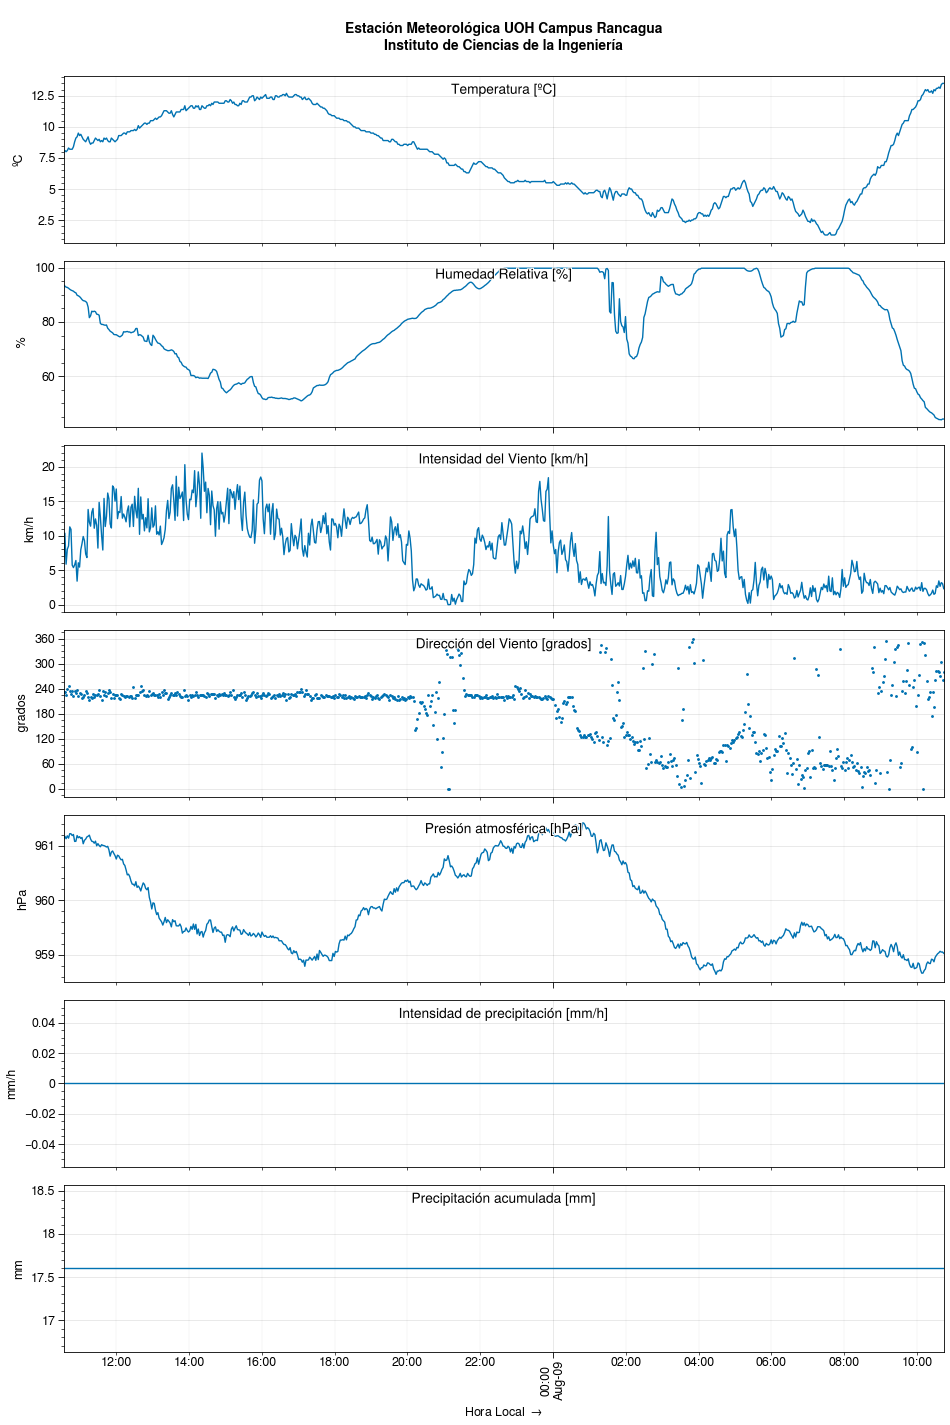 Estación Meteorológica UOH Campus Rancagua
Instituto de Ciencias de la Ingeniería
Temperatura [ºC]
12.5
10
7.5
5
2.5
ºC
Humedad Relativa [%]
100
80
60
%
Intensidad del Viento [km/h]
20
15
10
5
0
km/h
Dirección del Viento [grados]
360
300
240
180
120
60
0
grados
Presión atmosférica [hPa]
961
960
959
hPa
Intensidad de precipitación [mm/h]
0.04
0.02
0
−0.02
−0.04
mm/h
Precipitación acumulada [mm]
18.5
18
17.5
17
mm
12:00 14:00 16:00 18:00 20:00 22:00 00:00 02:00 04:00 06:00 08:00 10:00
Aug-09
Hora Local →